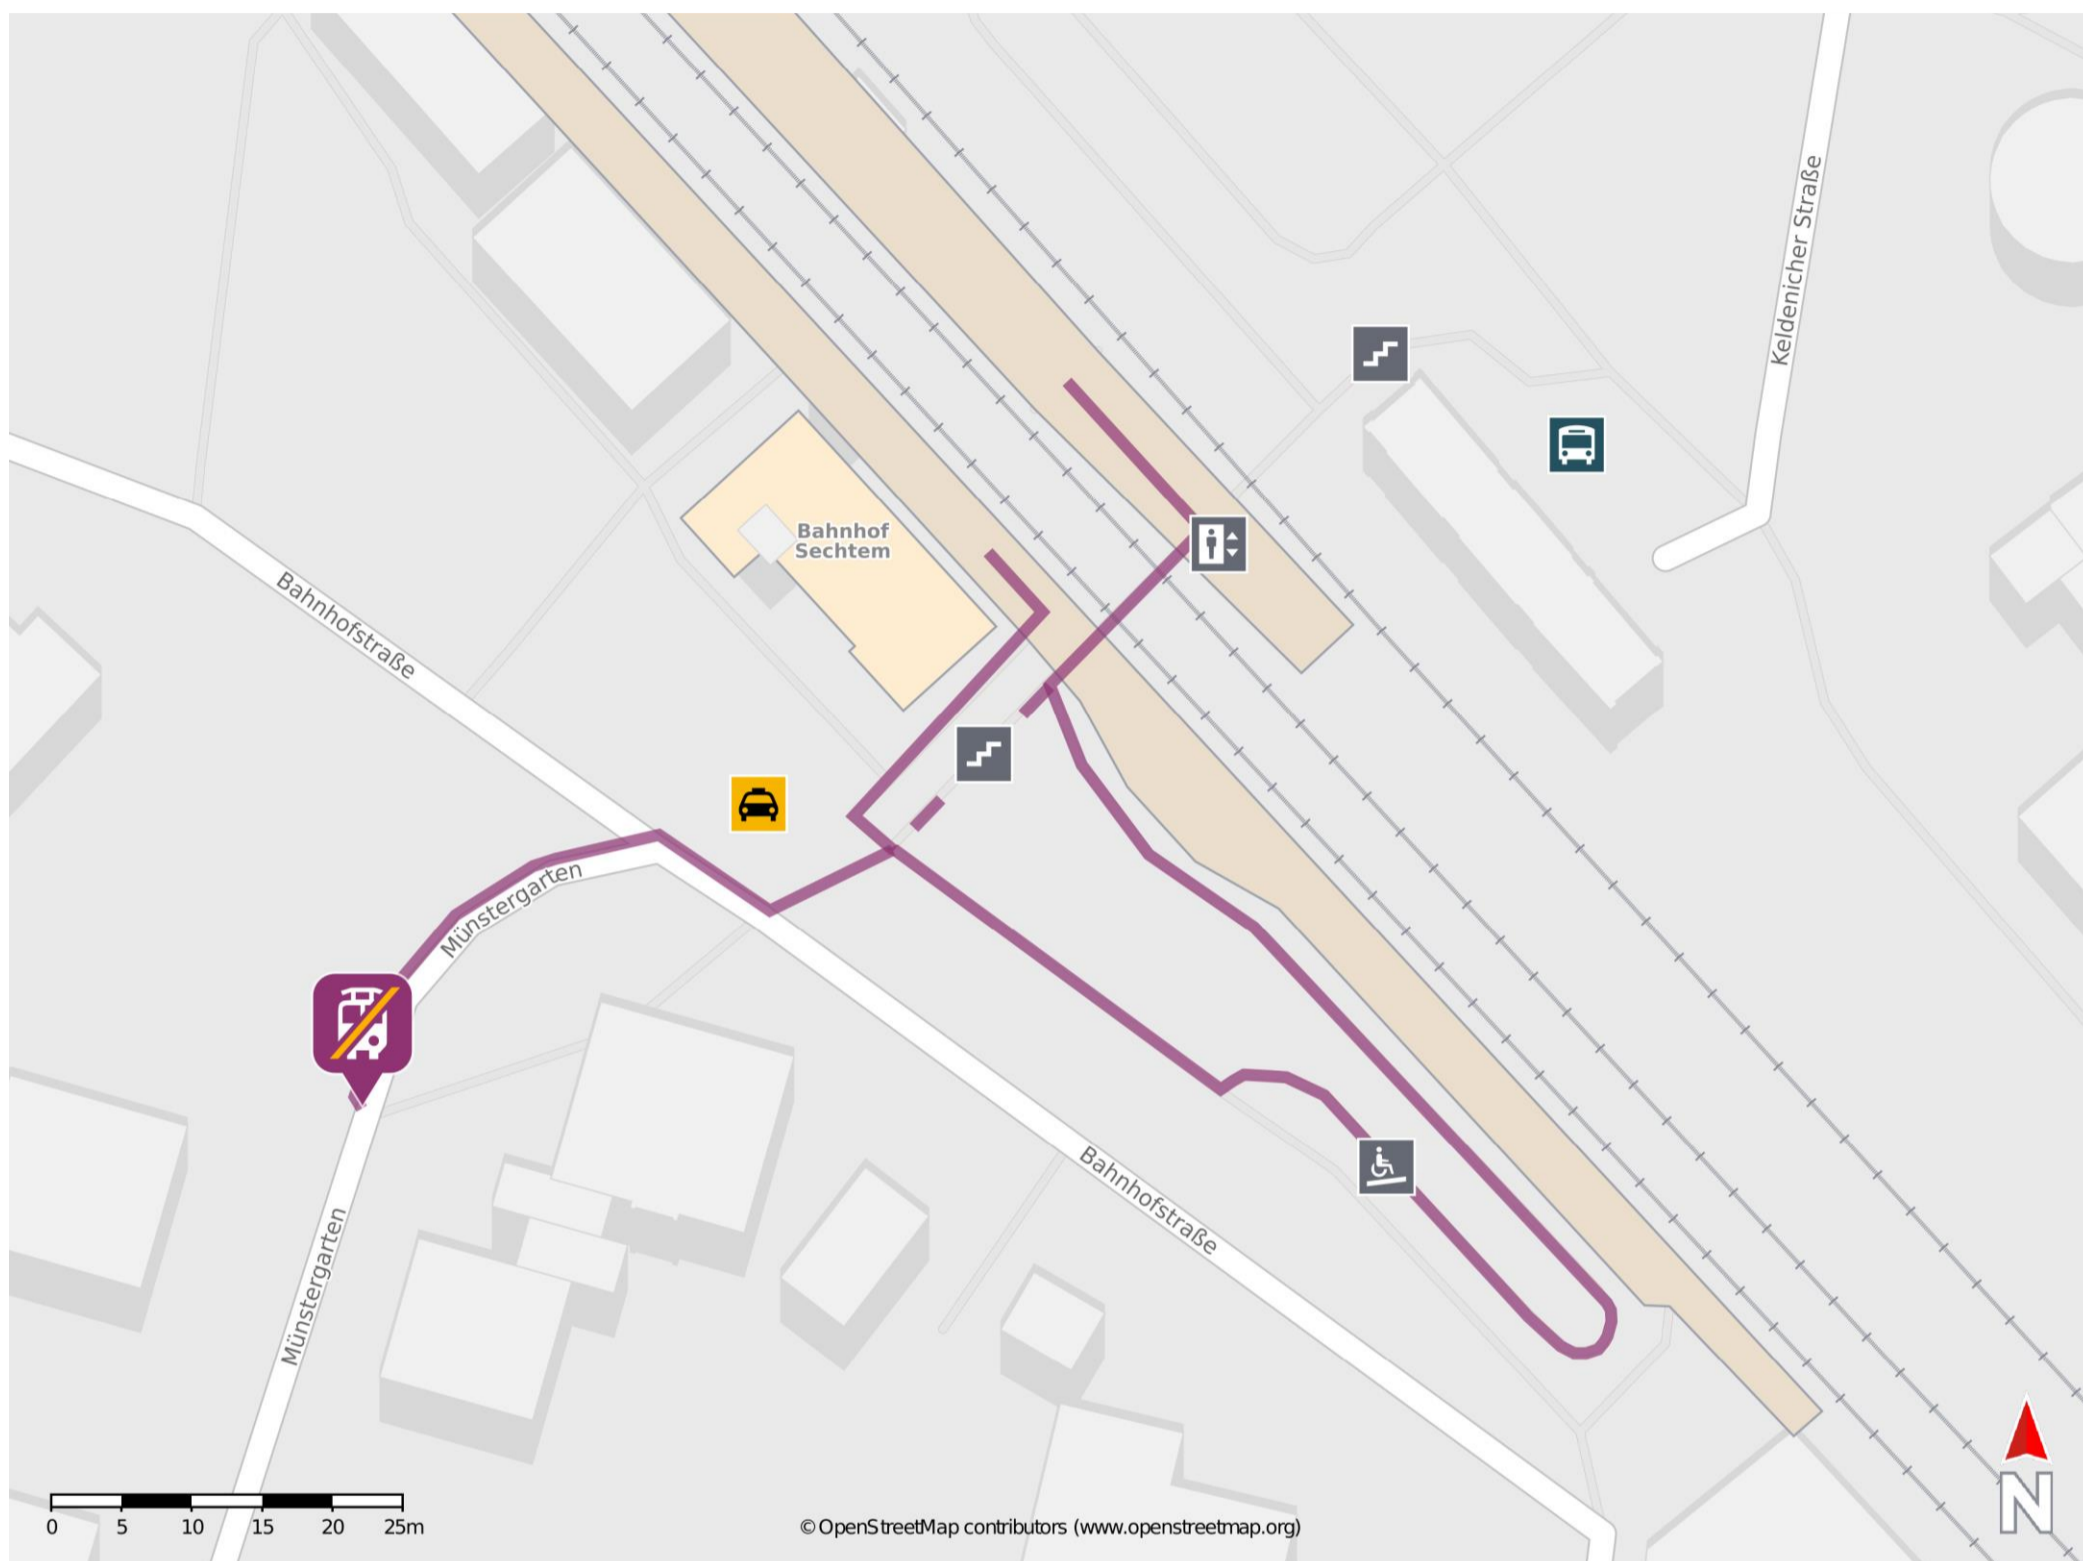 Keldenicher Straße
Bahnhof
Sechtem
Bahnhofstraße
Münstergarten
Bahnhofstraße
Münstergarten
N
0 5 10 15 20 25m
© OpenStreetMap contributors (www.openstreetmap.org)